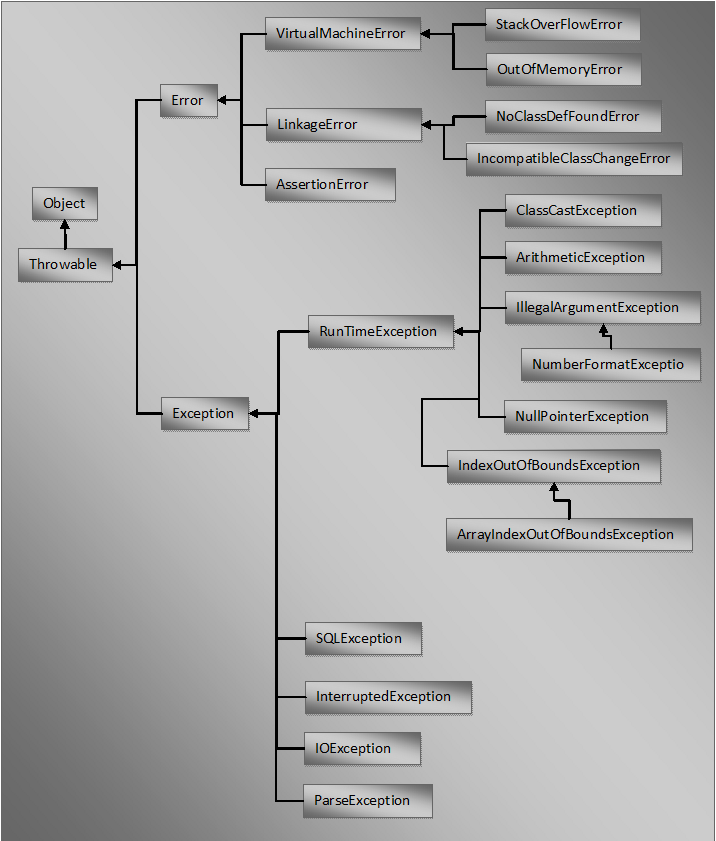 VirtualMachineError
StackOverFlowError
OutOfMemoryError
Error
LinkageError
NoClassDefFoundError
IncompatibleClassChangeError
AssertionError
Object
Throwable
ClassCastException
ArithmeticException
IllegalArgumentException
RunTimeException
NumberFormatExceptio
Exception
NullPointerException
IndexOutOfBoundsException
ArrayIndexOutOfBoundsException
SQLException
InterruptedException
IOException
ParseException